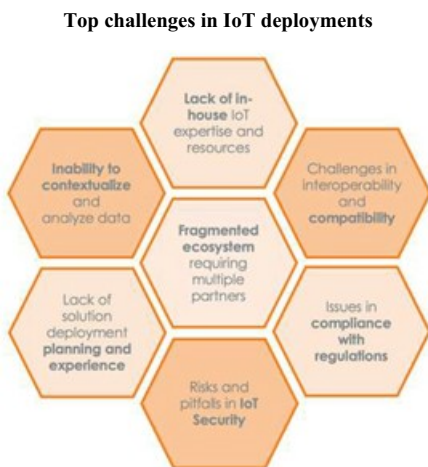 Top challenges in IoT deployments
Lack of in-
house IoT
expertise and
resources
Inability to
contextualize
and
analyze data
Challenges in
interoperability
and
compatibility
Fragmented
ecosystem
requiring
multiple
partners
Lack of
solution
deployment
planning and
experience
Issues in
compliance
with
regulations
Risks and
pitfalls in IoT
Security